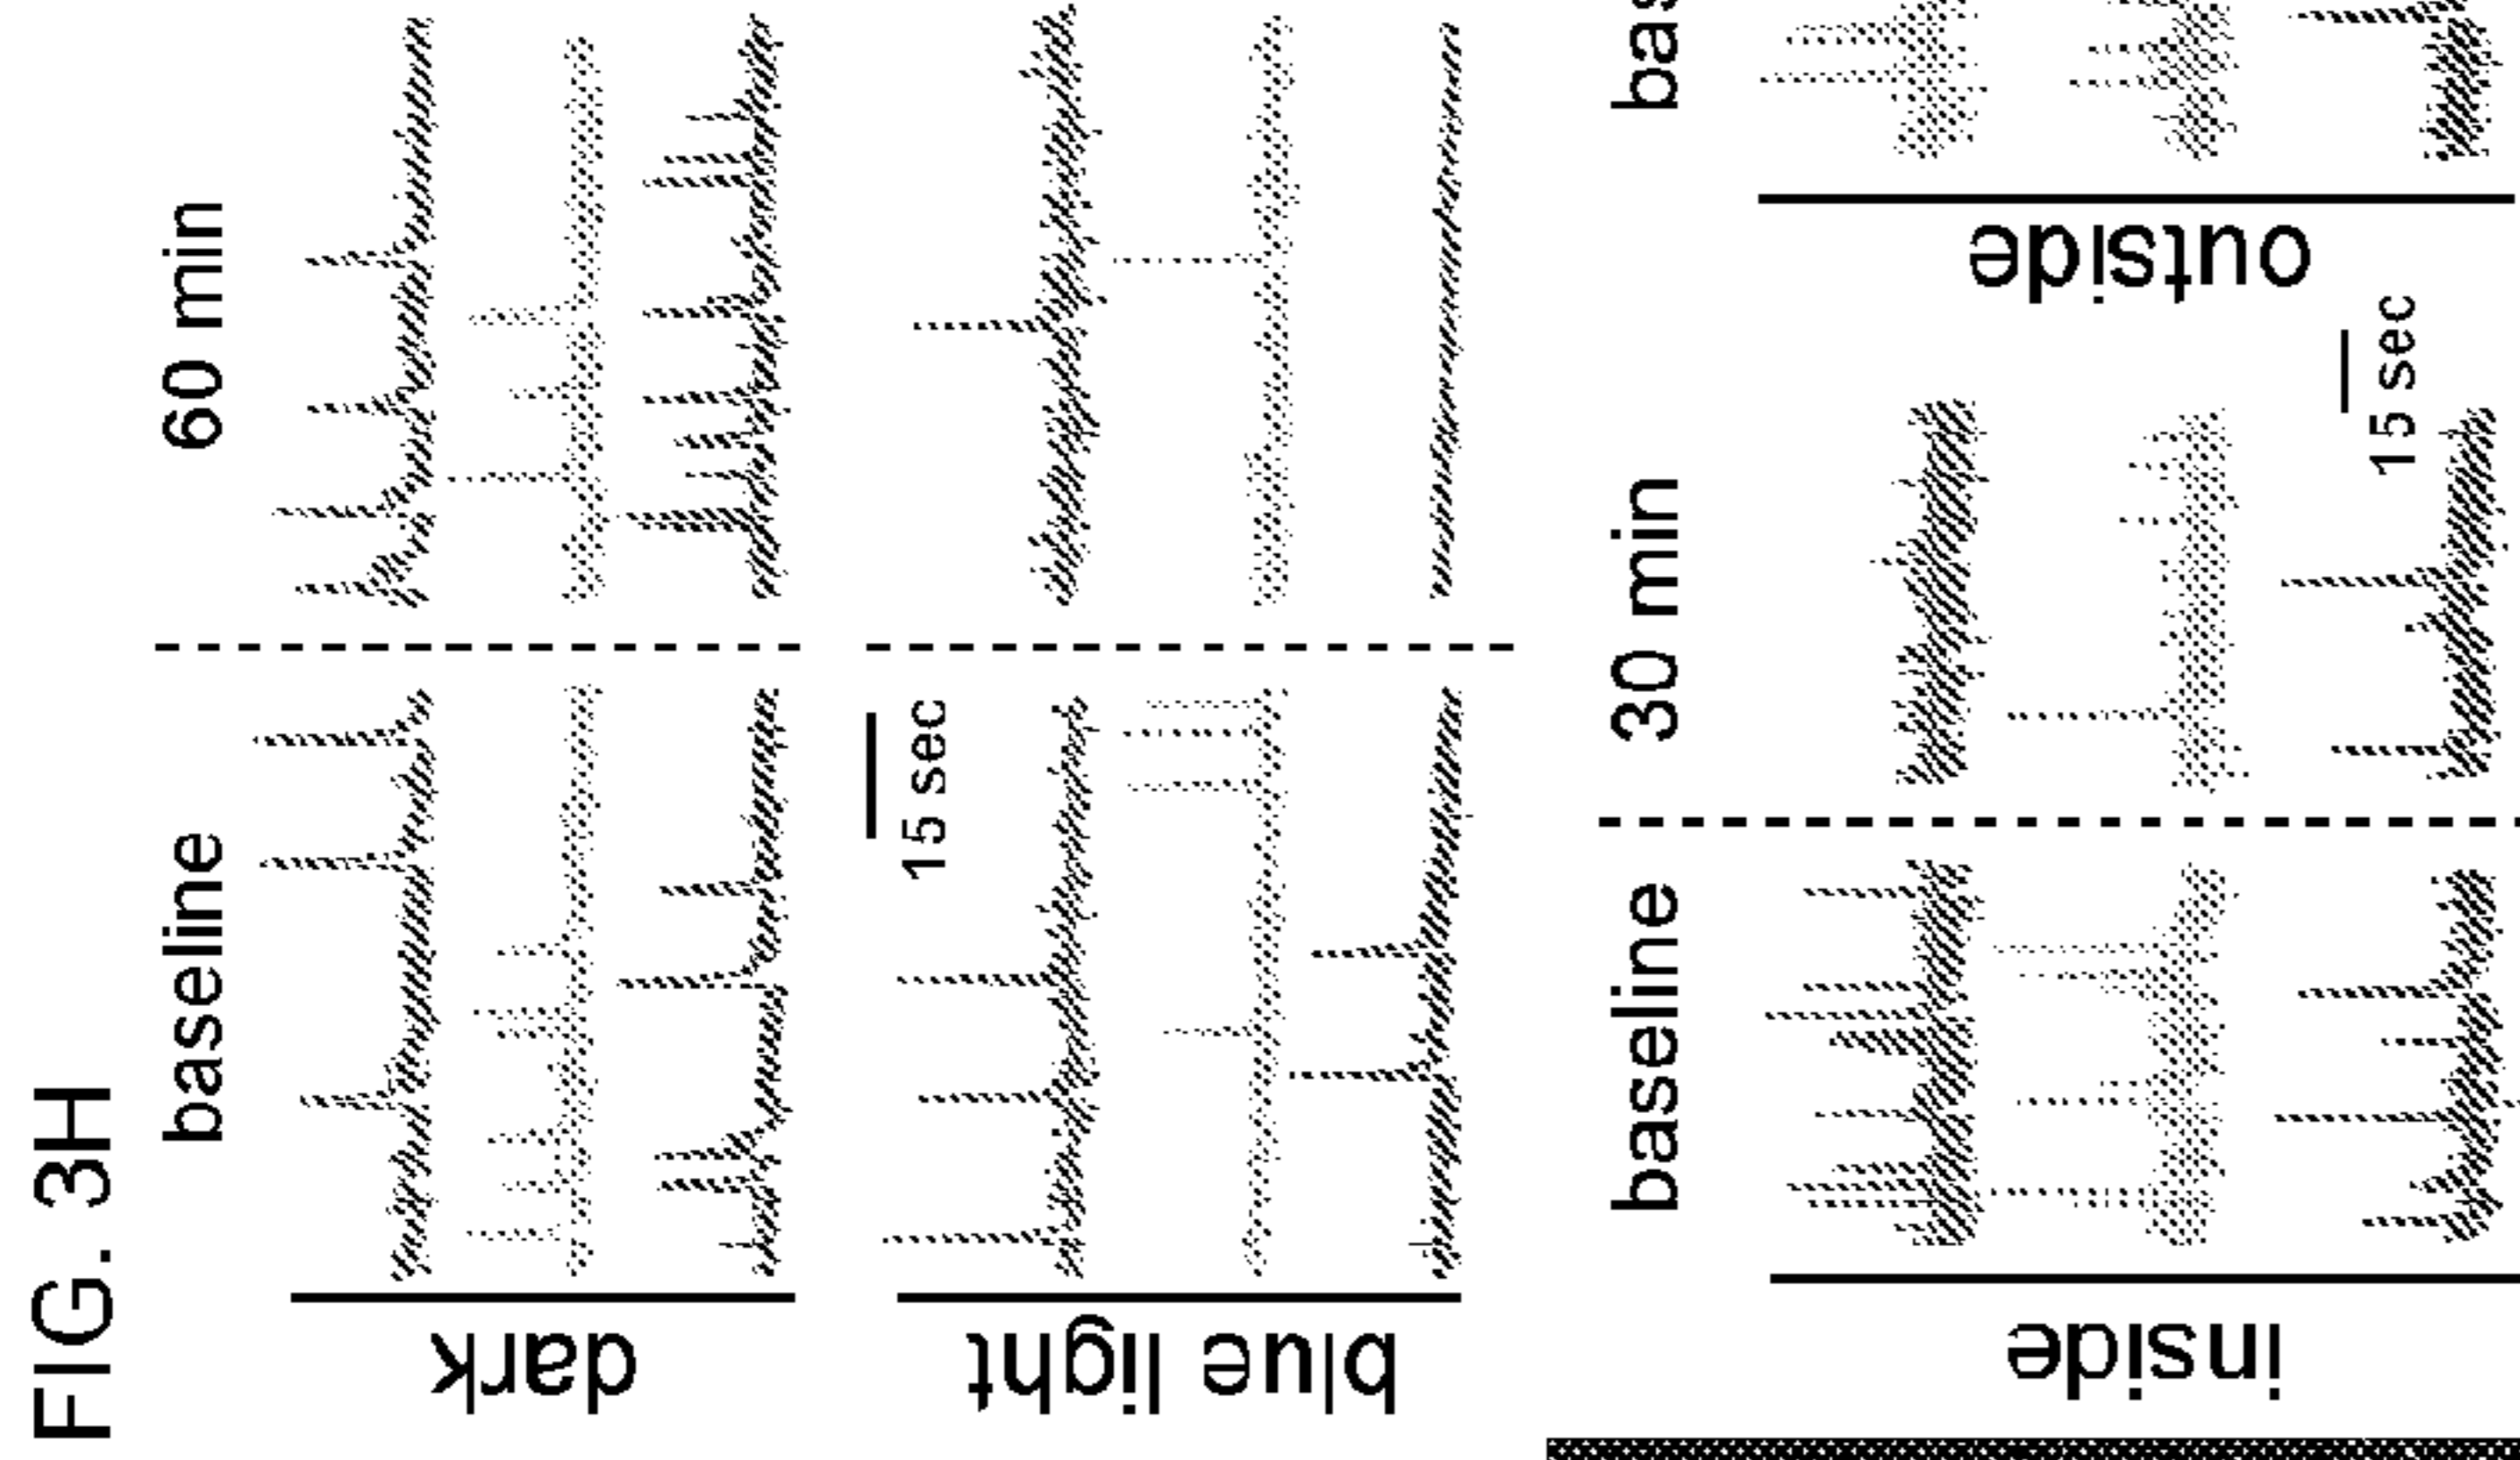 FIG. 3H
baseline
60 min
dark
15 sec
blue light
baseline
30 min
bas
inside
15 sec
outside